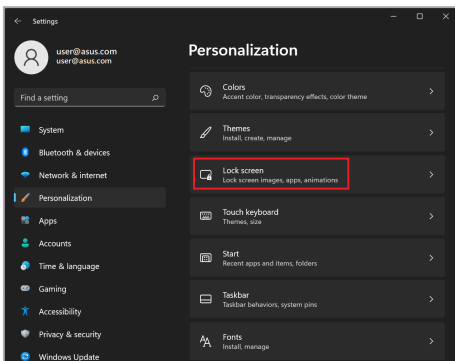 Settings
user@asus.com
user@asus.com
Find a setting
System
Bluetooth & devices
Network & internet
Personalization
Apps
Accounts
Time & language
Gaming
Accessibility
Privacy & security
Windows Update
Personalization
Colors
Accent color, transparency effects, color theme
Themes
Install, create, manage
Lock screen
Lock screen images, apps, animations
Touch keyboard
Themes, size
Start
Recent apps and items, folders
Taskbar
Taskbar behaviors, system pins
Fonts
Install, manage